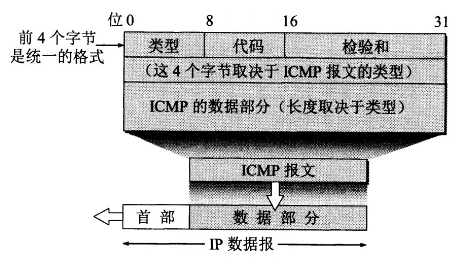 位 0 8 16 31
前 4 个字节
是统一的格式
类型 代码 检验和
(这 4 个字节取决于 ICMP 报文的类型)
ICMP 的数据部分（长度取决于类型）
ICMP 报文
首 部 数 据 部 分
IP 数据报